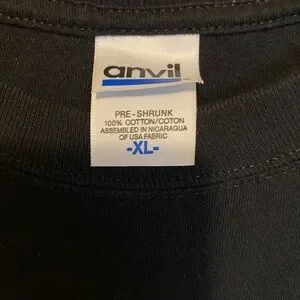 anvil
PRE-SHRUNK
100% COTTON/COTON
ASSEMBLED IN NICARAGUA
OF USA FABRIC
-XL-